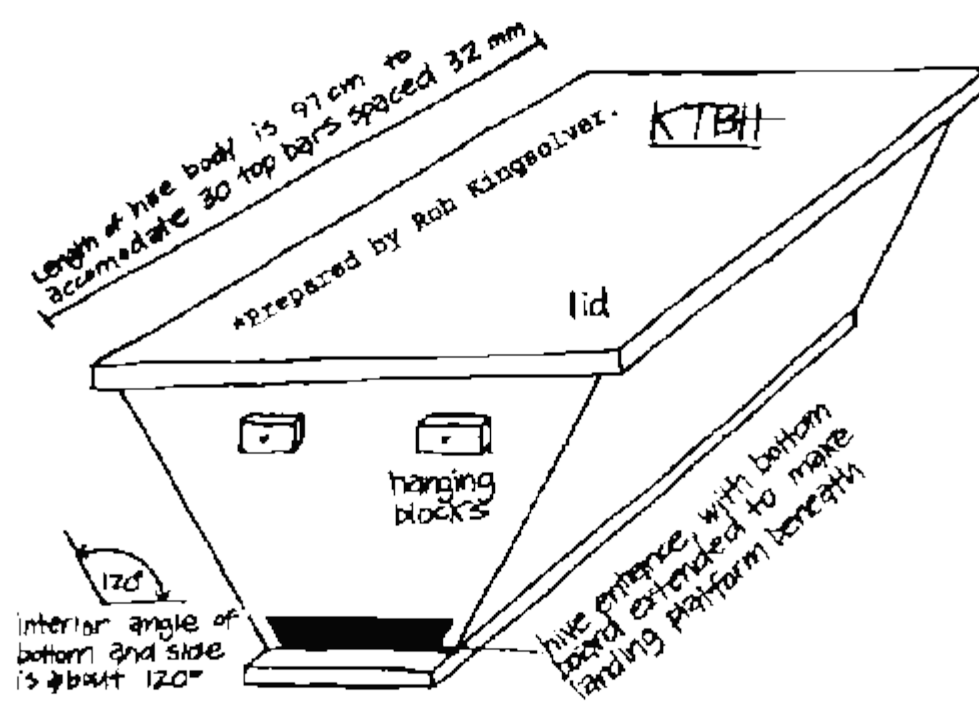 Length of hive body is 97 cm to
accomodate 30 top bars spaced 32 mm
KTBH
*Prepared by Rob Kingsolver.
lid
hanging
blocks
120°
interior angle of
bottom and side
is about 120°
hive entrance, with bottom
board extended to make
landing platform beneath